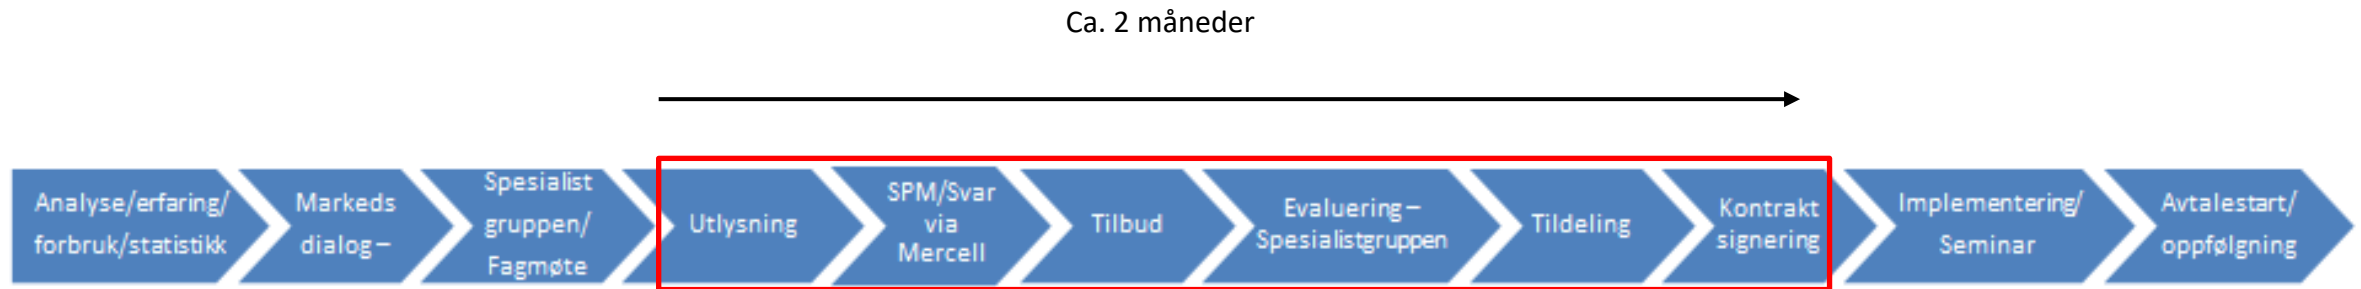 Ca. 2 måneder
Analyse/erfaring/
forbruk/statistikk
Markeds
dialog –
Spesialist
gruppen/
Fagmøte
Utlysning
SPM/Svar
via
Mercell
Tilbud
Evaluering –
Spesialistgruppen
Tildeling
Kontrakt
signering
Implementering/
Seminar
Avtalestart/
oppfølgning